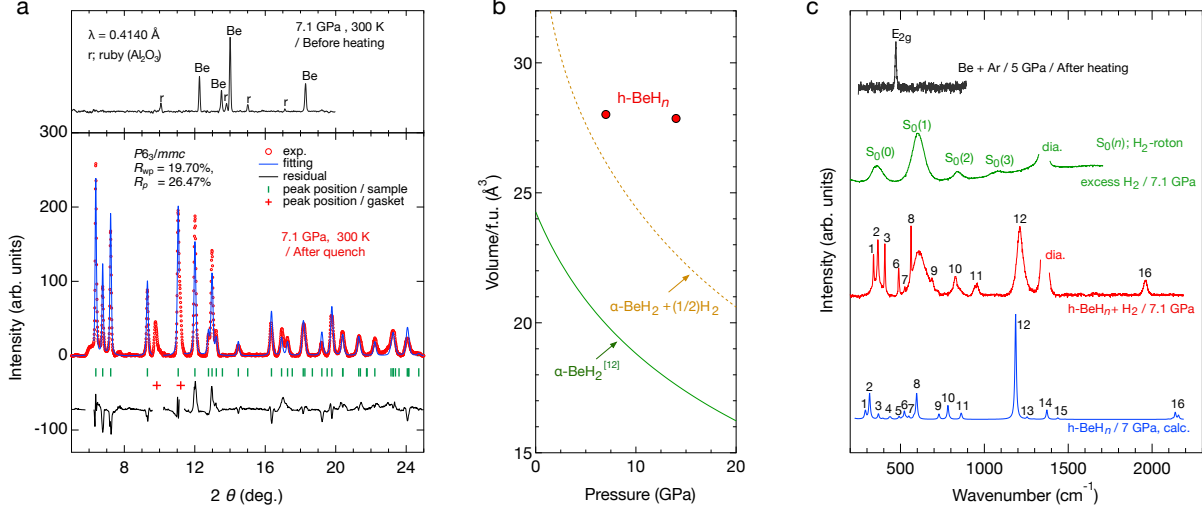 a
λ = 0.4140 Å
r; ruby (Al₂O₃)
7.1 GPa , 300 K
/ Before heating
r
Be
Be
r
Be
r
r
Be
300
200
100
0
-100
Intensity (arb. units)
P6₃/mmc
Rwp = 19.70%,
Rp = 26.47%
exp.
fitting
residual
peak position / sample
peak position / gasket
7.1 GPa, 300 K
/ After quench
8 10 12 14 16 18 20 22 24
2 θ (deg.)
b
30
25
20
15
Volume/f.u. (Å³)
h-BeHn
α-BeH₂ +(1/2)H₂
α-BeH₂[12]
0 5 10 15 20
Pressure (GPa)
c
E2g
Be + Ar / 5 GPa / After heating
S₀(0)
S₀(1)
S₀(2)
S₀(3)
dia.
S₀(n); H₂-roton
excess H₂ / 7.1 GPa
1 2 3 6 7 8 9 10 11 12 dia. 16
h-BeHn + H₂ / 7.1 GPa
1 2 3 4 5 6 7 8 9 10 11 12 13 14 15 16
h-BeHn / 7 GPa, calc.
Intensity (arb. units)
500 1000 1500 2000
Wavenumber (cm⁻¹)